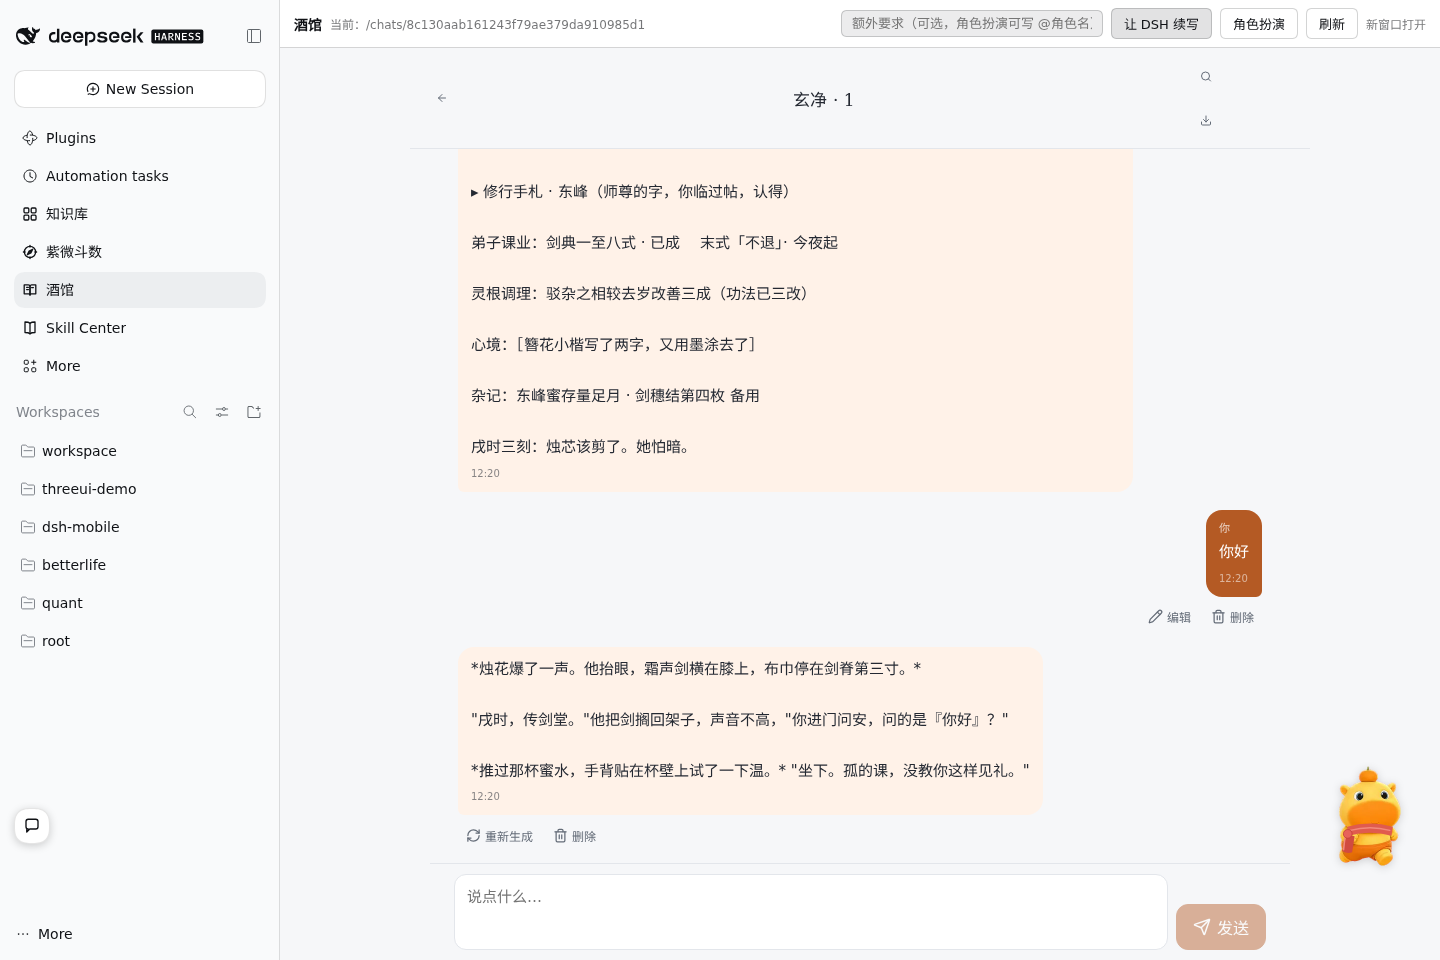 deepseek HARNESS
New Session
Plugins
Automation tasks
知识库
紫微斗数
酒馆
Skill Center
More
Workspaces
workspace
threeui-demo
dsh-mobile
betterlife
quant
root
More
酒馆 当前：/chats/8c130aab161243f79ae379da910985d1
额外要求（可选，角色扮演可写 @角色名
让 DSH 续写
角色扮演
刷新
新窗口打开
玄净 · 1
▸ 修行手札 · 东峰（师尊的字，你临过帖，认得）
弟子课业：剑典一至八式 · 已成 末式「不退」· 今夜起
灵根调理：驳杂之相较去岁改善三成（功法已三改）
心境：［簪花小楷写了两字，又用墨涂去了］
杂记：东峰蜜存量足月 · 剑穗结第四枚 备用
戌时三刻：烛芯该剪了。她怕暗。
12:20
你
你好
12:20
编辑 删除
*烛花爆了一声。他抬眼，霜声剑横在膝上，布巾停在剑脊第三寸。*
"戌时，传剑堂。"他把剑搁回架子，声音不高，"你进门问安，问的是『你好』？"
*推过那杯蜜水，手背贴在杯壁上试了一下温。* "坐下。孤的课，没教你这样见礼。"
12:20
重新生成 删除
说点什么...
发送